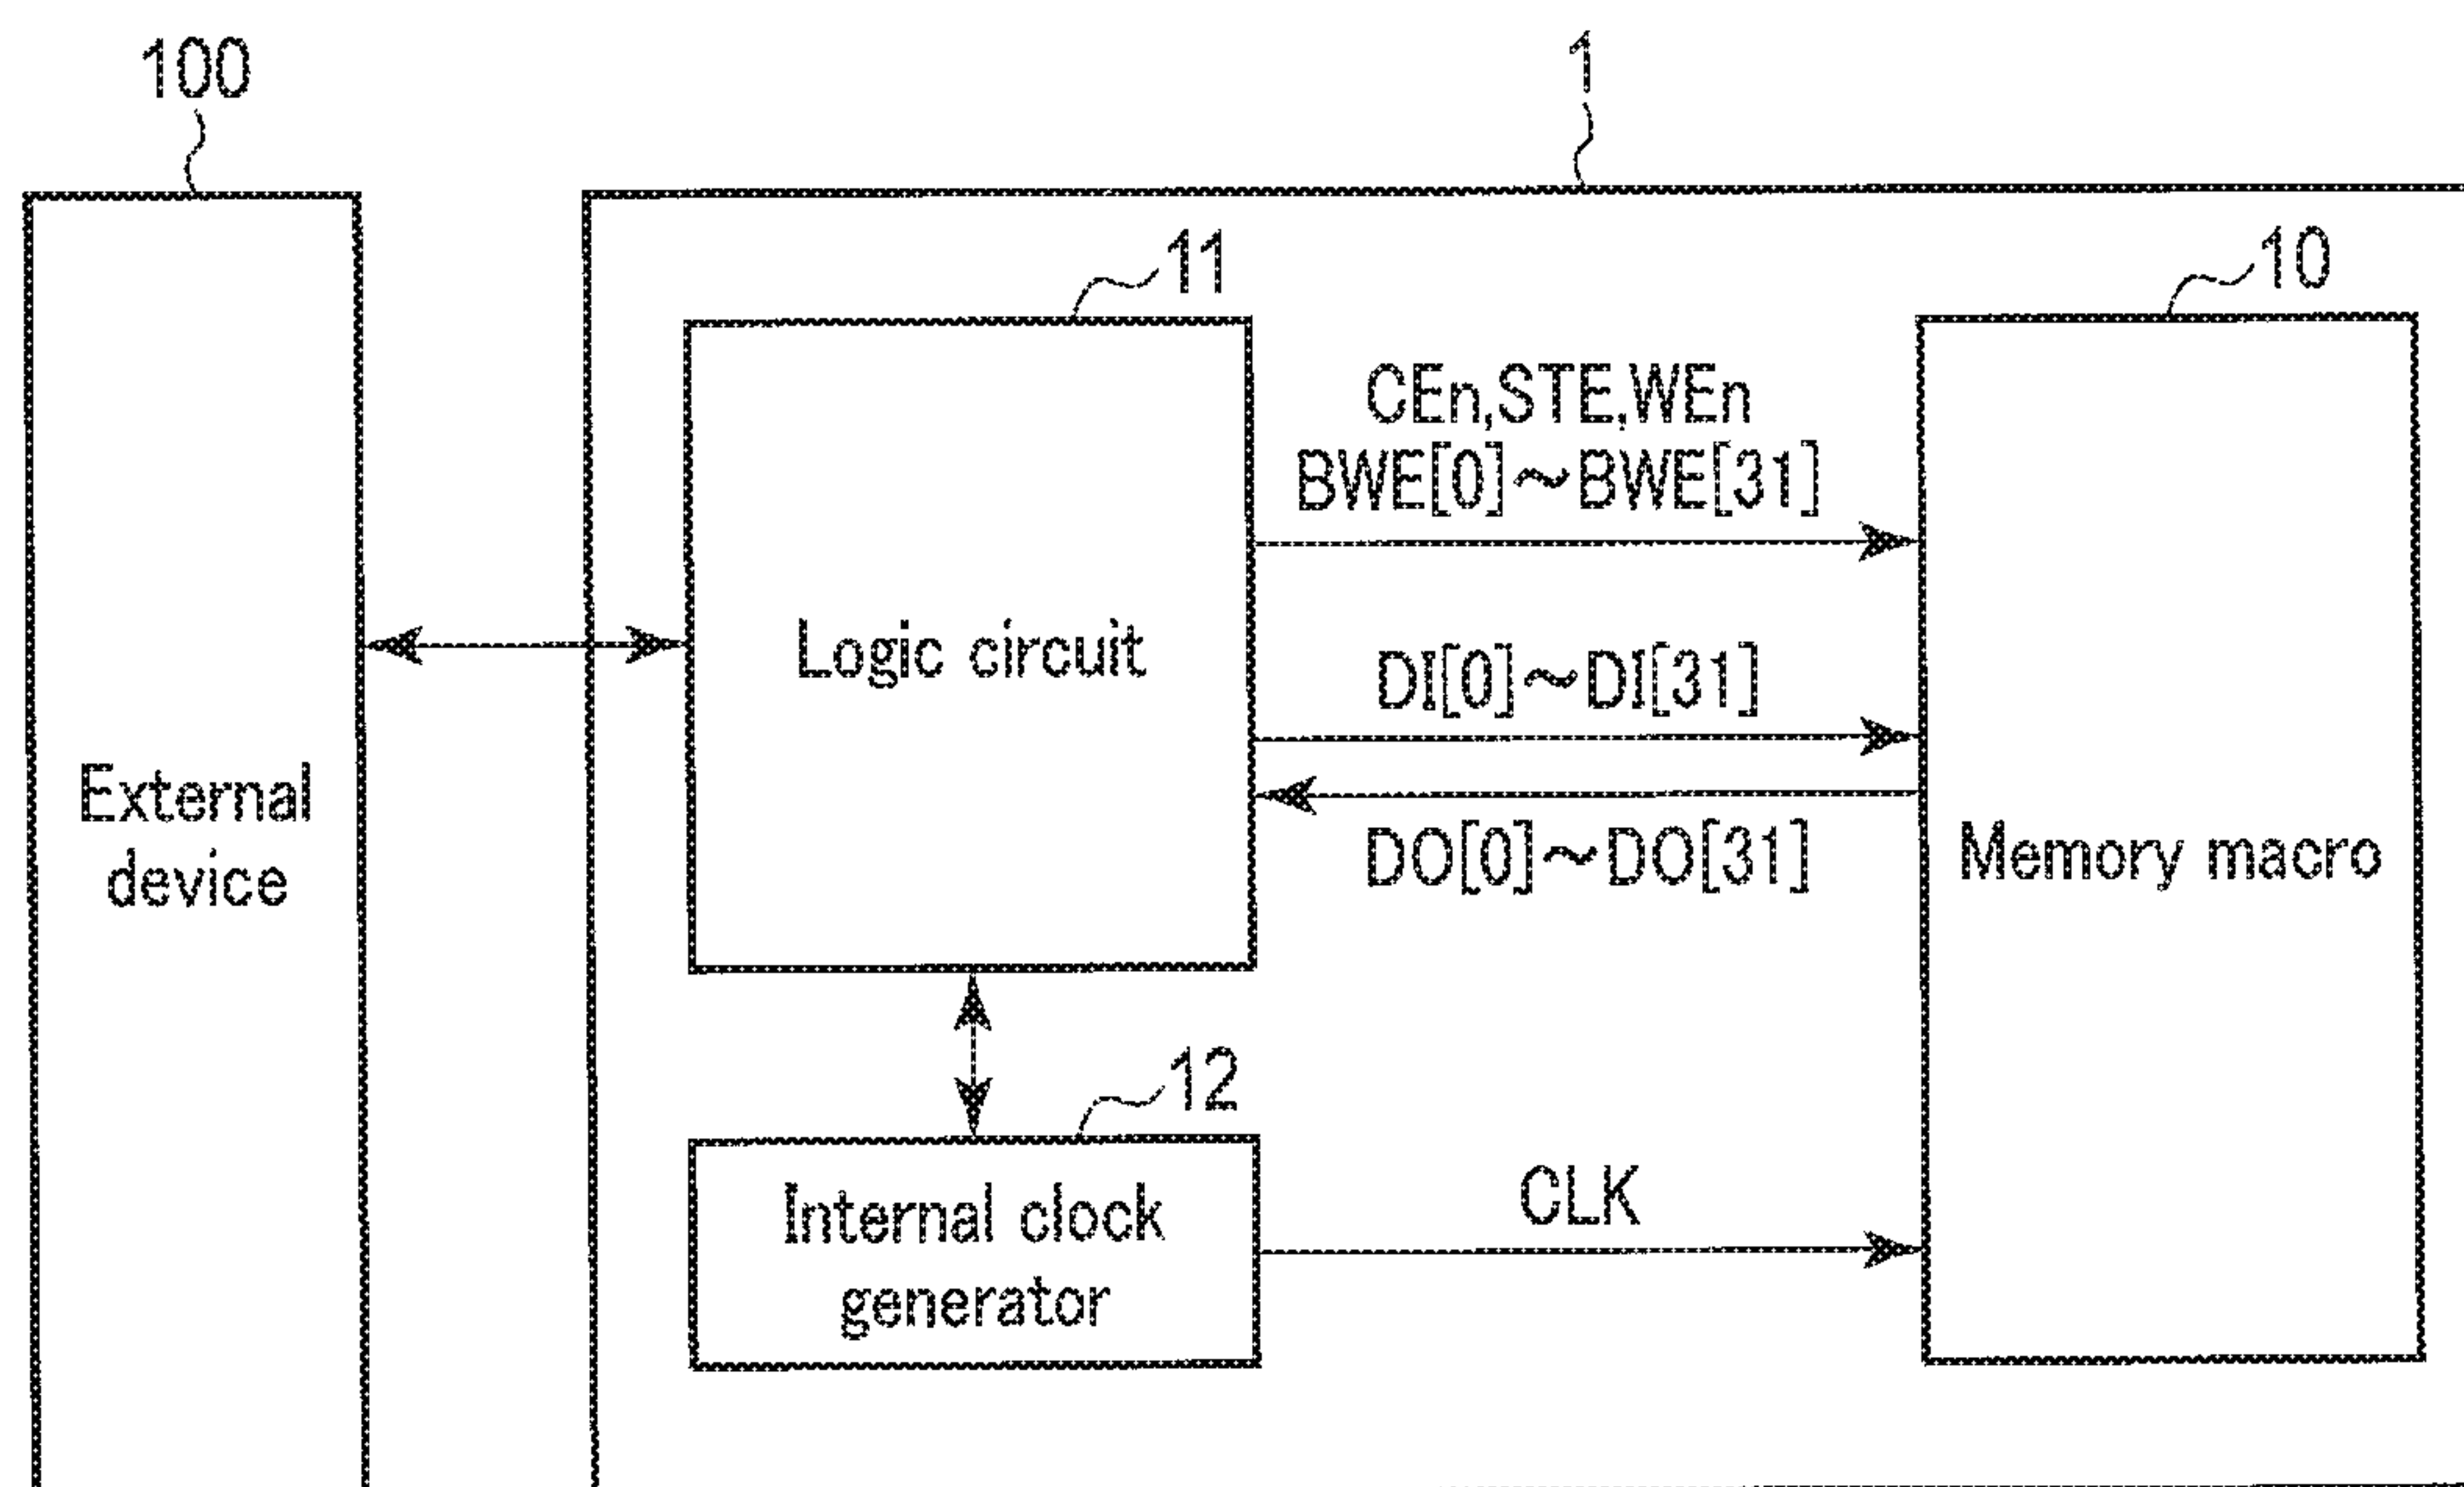 100
1
11
10
CEn,STE,WEn
BWE[0]~BWE[31]
Logic circuit
DI[0]~DI[31]
External
device
DO[0]~DO[31]
Memory macro
12
Internal clock
generator
CLK